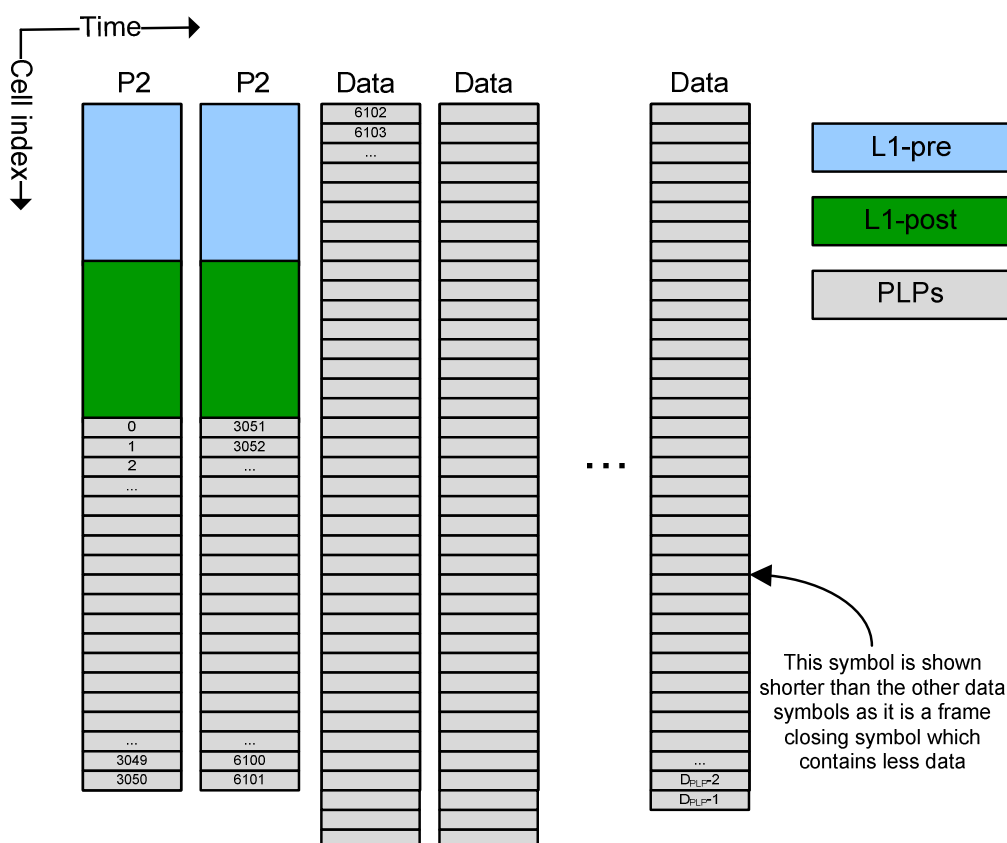 Time
Cell index
P2
P2
Data
Data
Data
6102
6103
...
L1-pre
L1-post
PLPs
0
1
2
...
3051
3052
...
...
...
3049
3050
...
6100
6101
...
D_PLP-2
D_PLP-1
This symbol is shown
shorter than the other data
symbols as it is a frame
closing symbol which
contains less data